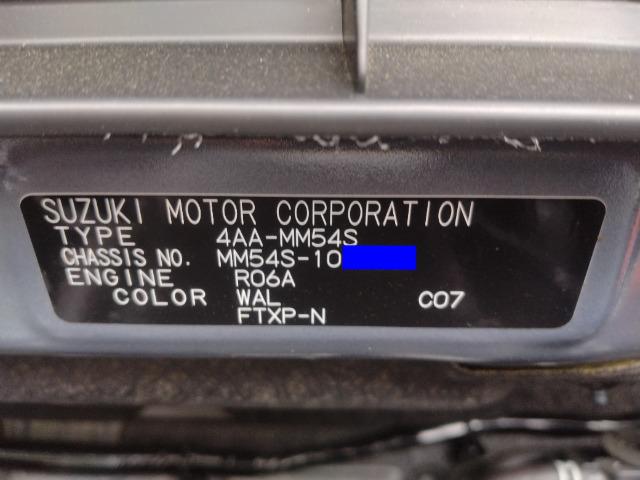 SUZUKI MOTOR CORPORATION
TYPE 4AA-MM54S
CHASSIS NO. MM54S-10
ENGINE R06A
COLOR WAL C07
FTXP-N